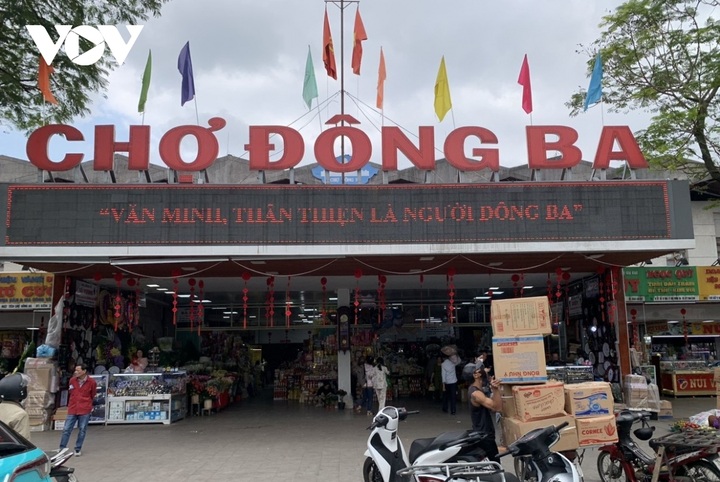 VOV
CHỢ ĐÔNG BA
“VĂN MINH, THÂN THIỆN LÀ NGƯỜI ĐÔNG BA”